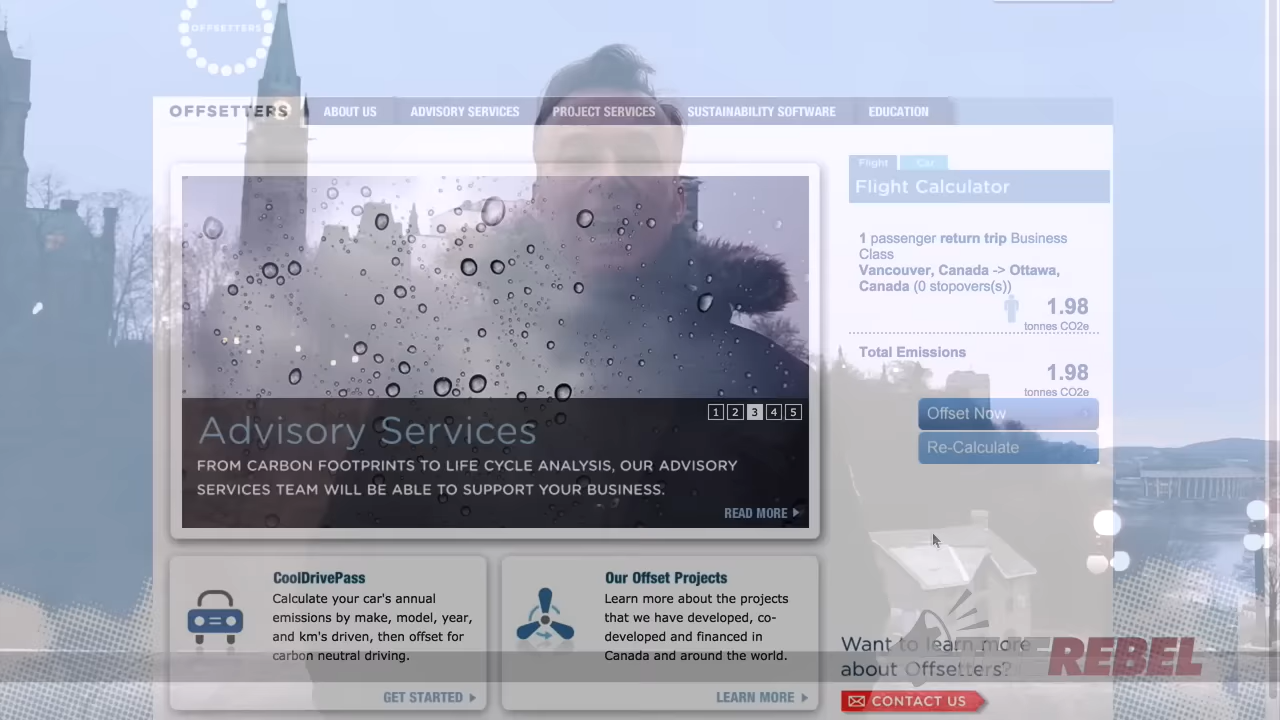 OFFSETTERS
OFFSETTERS
ABOUT US
ADVISORY SERVICES
PROJECT SERVICES
SUSTAINABILITY SOFTWARE
EDUCATION
Flight
Car
Flight Calculator
1 passenger return trip Business
Class
Vancouver, Canada -> Ottawa,
Canada (0 stopovers(s))
1.98
tonnes CO2e
Total Emissions
1.98
tonnes CO2e
Offset Now
Re-Calculate
1 2 3 4 5
Advisory Services
FROM CARBON FOOTPRINTS TO LIFE CYCLE ANALYSIS, OUR ADVISORY
SERVICES TEAM WILL BE ABLE TO SUPPORT YOUR BUSINESS.
READ MORE
CoolDrivePass
Calculate your car's annual
emissions by make, model, year,
and km's driven, then offset for
carbon neutral driving.
GET STARTED
Our Offset Projects
Learn more about the projects
that we have developed, co-
developed and financed in
Canada and around the world.
LEARN MORE
Want to learn more
about Offsetters?
CONTACT US
REBEL